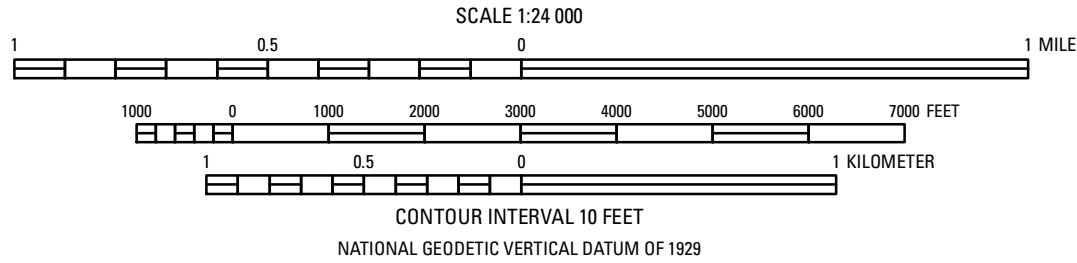 SCALE 1:24 000
1 0.5 0 1 MILE
1000 0 1000 2000 3000 4000 5000 6000 7000 FEET
1 0.5 0 1 KILOMETER
CONTOUR INTERVAL 10 FEET
NATIONAL GEODETIC VERTICAL DATUM OF 1929